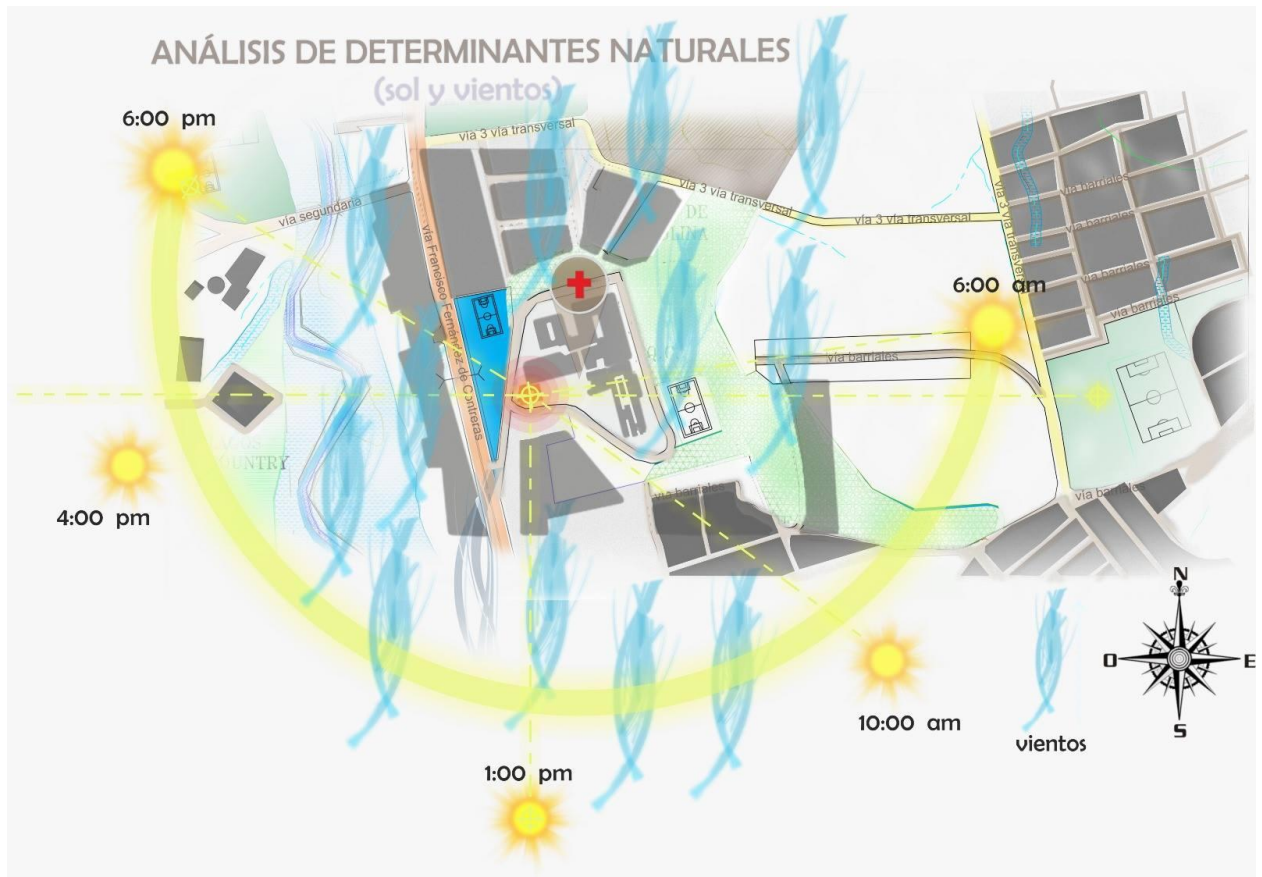 ANÁLISIS DE DETERMINANTES NATURALES
(sol y vientos)
6:00 pm
vía 3 vía transversal
vía 3 vía transversal
vía 3 vía transversal
vía 3 vía transversal
vía segundaria
vía Francisco Fernández de Contreras
DE
vía barriales
vía barriales
vía barriales
vía barriales
6:00 am
vía barriales
OUNTRY
4:00 pm
vía barriales
vía barriales
10:00 am
1:00 pm
vientos
N
O
E
S